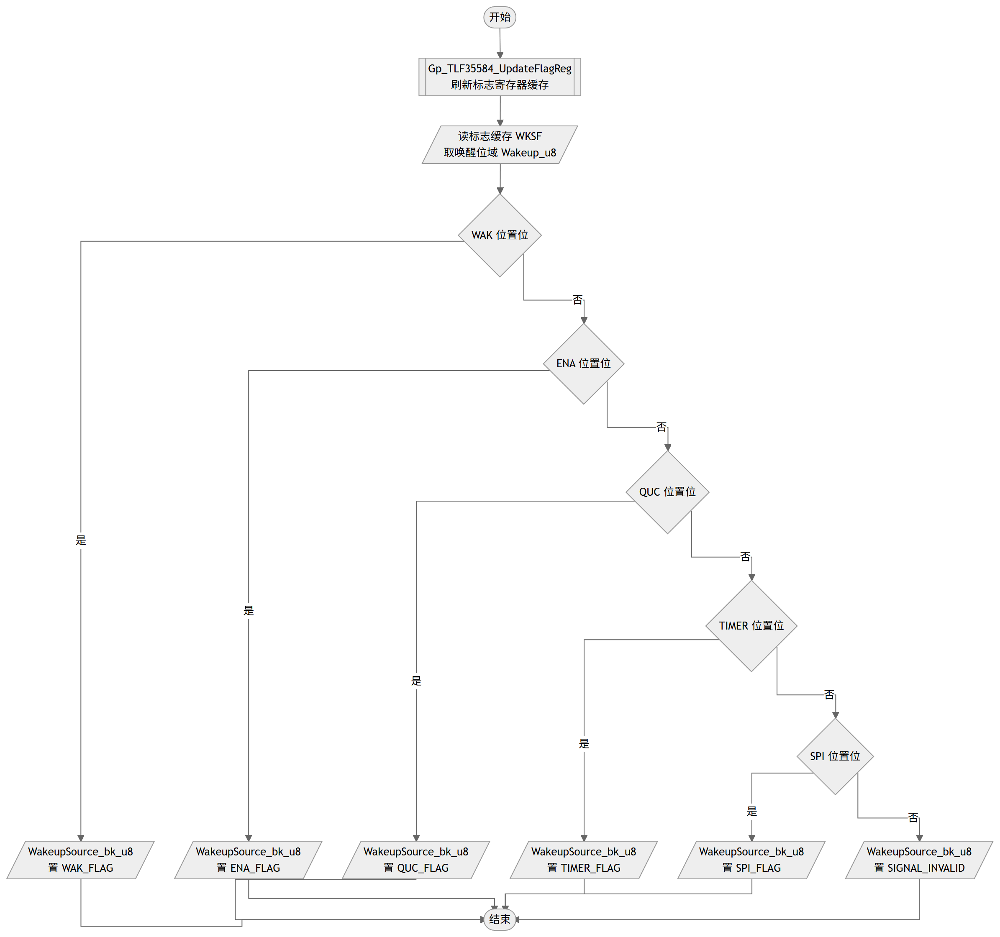 开始
Gp_TLF35584_UpdateFlagReg
刷新标志寄存器缓存
读标志缓存 WKSF
取唤醒位域 Wakeup_u8
WAK 位置位
否
ENA 位置位
否
QUC 位置位
是
否
是
TIMER 位置位
是
否
是
SPI 位置位
是
否
WakeupSource_bk_u8
置 WAK_FLAG
WakeupSource_bk_u8
置 ENA_FLAG
WakeupSource_bk_u8
置 QUC_FLAG
WakeupSource_bk_u8
置 TIMER_FLAG
WakeupSource_bk_u8
置 SPI_FLAG
WakeupSource_bk_u8
置 SIGNAL_INVALID
结束